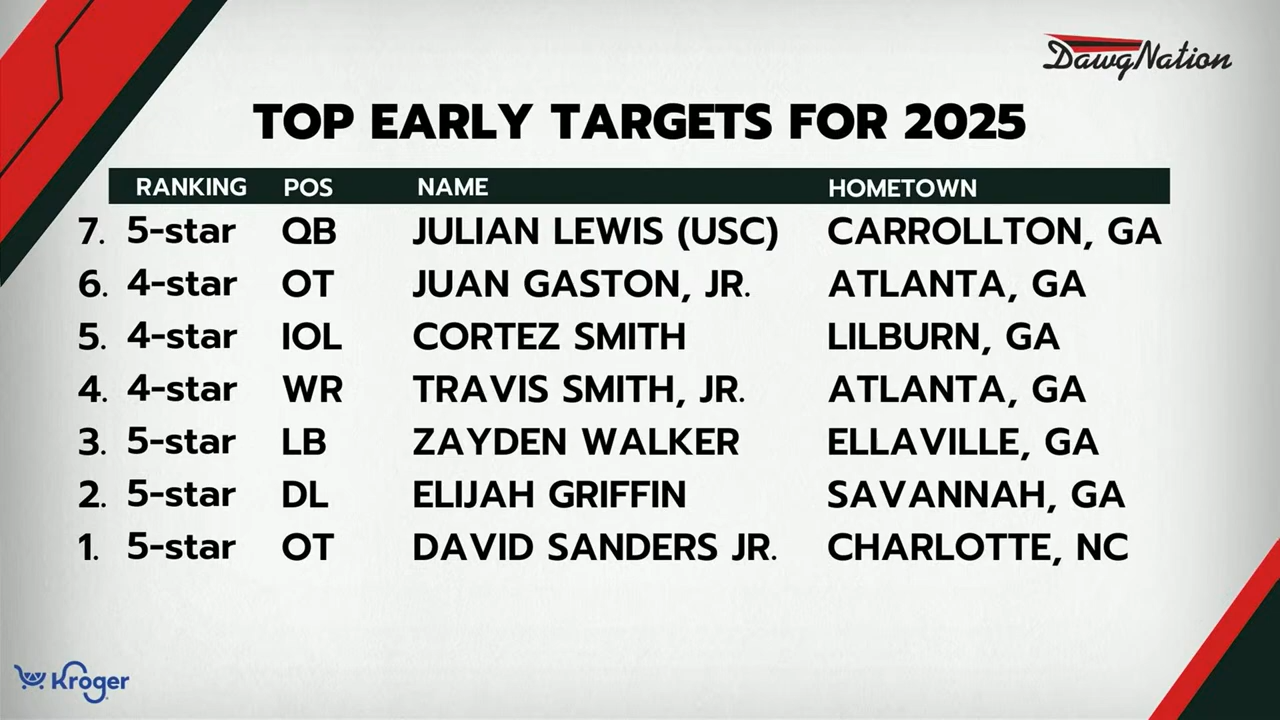 DawgNation
TOP EARLY TARGETS FOR 2025
RANKING POS NAME HOMETOWN
7. 5-star QB JULIAN LEWIS (USC) CARROLLTON, GA
6. 4-star OT JUAN GASTON, JR. ATLANTA, GA
5. 4-star IOL CORTEZ SMITH LILBURN, GA
4. 4-star WR TRAVIS SMITH, JR. ATLANTA, GA
3. 5-star LB ZAYDEN WALKER ELLAVILLE, GA
2. 5-star DL ELIJAH GRIFFIN SAVANNAH, GA
1. 5-star OT DAVID SANDERS JR. CHARLOTTE, NC
Kroger